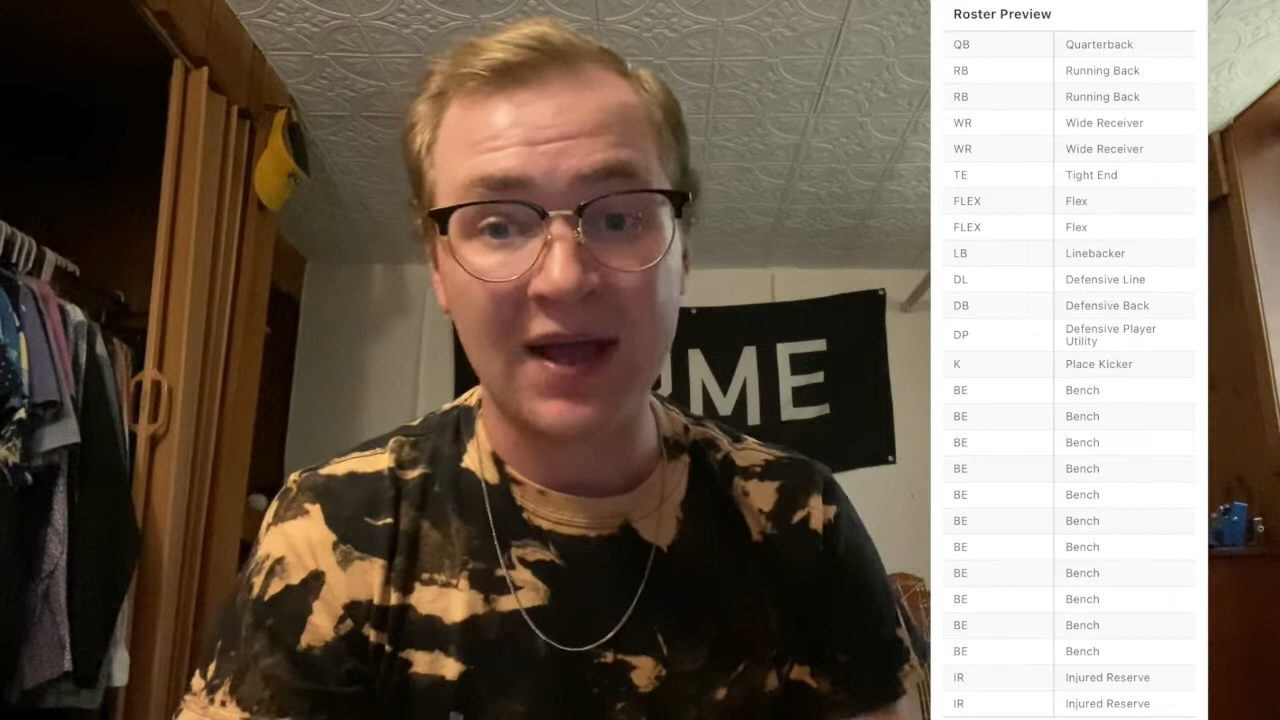 Roster Preview
QB Quarterback
RB Running Back
RB Running Back
WR Wide Receiver
WR Wide Receiver
TE Tight End
FLEX Flex
FLEX Flex
LB Linebacker
DL Defensive Line
DB Defensive Back
DP Defensive Player
Utility
K Place Kicker
BE Bench
BE Bench
BE Bench
BE Bench
BE Bench
BE Bench
BE Bench
BE Bench
BE Bench
BE Bench
BE Bench
IR Injured Reserve
IR Injured Reserve
ME